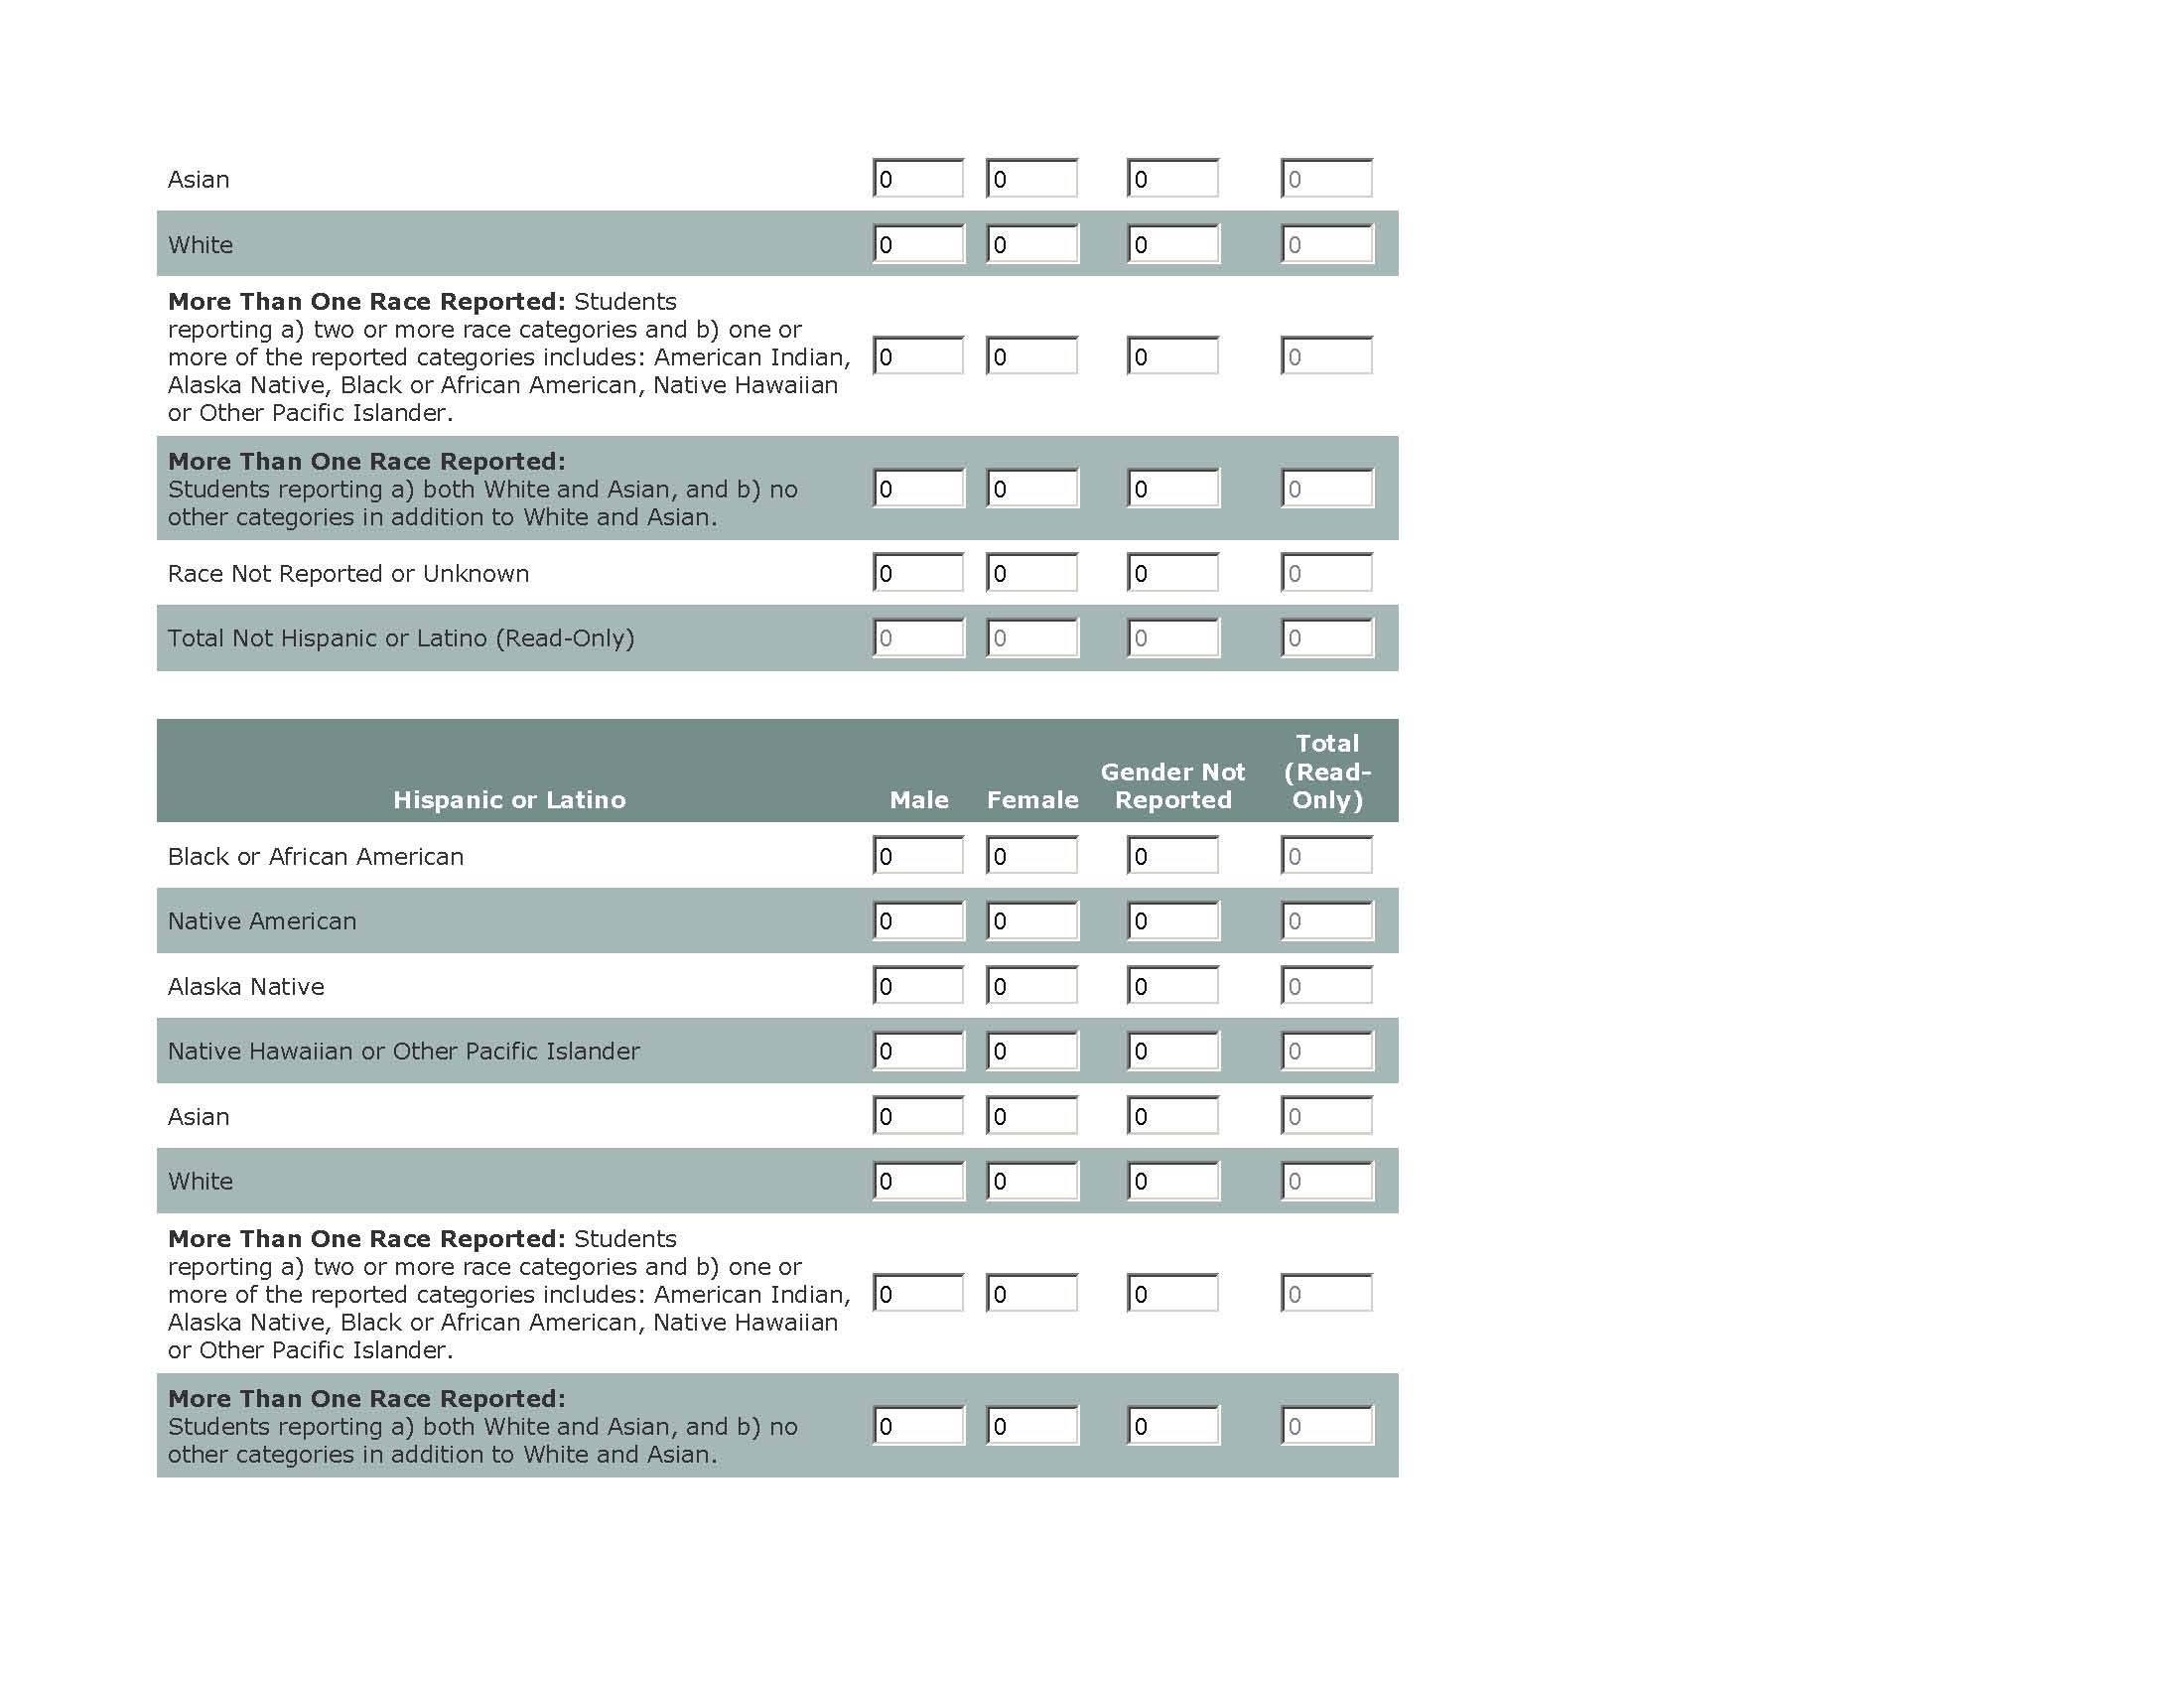 Asian 0 0 0 0
White 0 0 0 0
More Than One Race Reported: Students
reporting a) two or more race categories and b) one or
more of the reported categories includes: American Indian, 0 0 0 0
Alaska Native, Black or African American, Native Hawaiian
or Other Pacific Islander.
More Than One Race Reported:
Students reporting a) both White and Asian, and b) no 0 0 0 0
other categories in addition to White and Asian.
Race Not Reported or Unknown 0 0 0 0
Total Not Hispanic or Latino (Read-Only) 0 0 0 0
Total
Gender Not (Read-
Hispanic or Latino Male Female Reported Only)
Black or African American 0 0 0 0
Native American 0 0 0 0
Alaska Native 0 0 0 0
Native Hawaiian or Other Pacific Islander 0 0 0 0
Asian 0 0 0 0
White 0 0 0 0
More Than One Race Reported: Students
reporting a) two or more race categories and b) one or
more of the reported categories includes: American Indian, 0 0 0 0
Alaska Native, Black or African American, Native Hawaiian
or Other Pacific Islander.
More Than One Race Reported:
Students reporting a) both White and Asian, and b) no 0 0 0 0
other categories in addition to White and Asian.